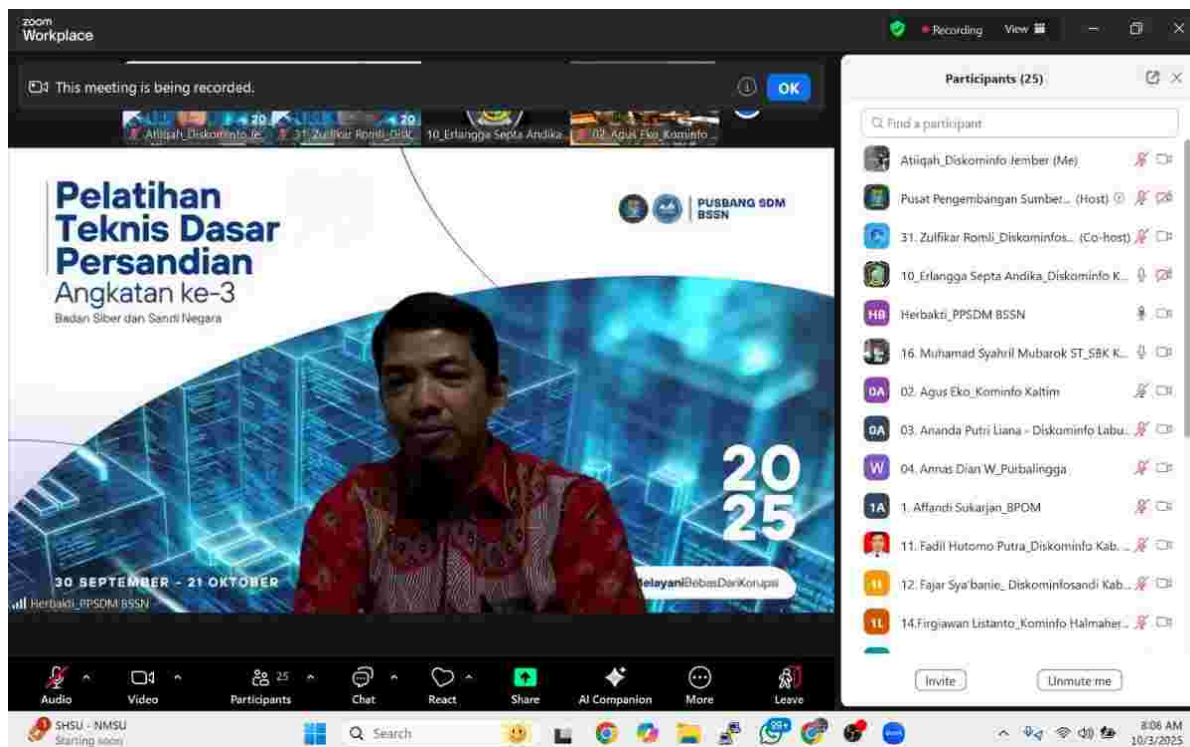 zoom
Workplace
Recording
View
This meeting is being recorded.
OK
Atiiqah_Diskominfo Je...
31. Zulfikar Romli_Disk...
10_Erlangga Septa Andika...
02. Agus Eko_Kominfo ...
Pelatihan
Teknis Dasar
Persandian
Angkatan ke-3
Badan Siber dan Sandi Negara
PUSBANG SDM
BSSN
20
25
30 SEPTEMBER - 21 OKTOBER
elayaniBebasDariKorupsi
Herbakti_PPSDM BSSN
Participants (25)
Find a participant
Atiiqah_Diskominfo Jember (Me)
Pusat Pengembangan Sumber... (Host)
31. Zulfikar Romli_Diskominfos... (Co-host)
10_Erlangga Septa Andika_Diskominfo K...
HB Herbakti_PPSDM BSSN
16. Muhamad Syahril Mubarok ST_SBK K...
0A 02. Agus Eko_Kominfo Kaltim
0A 03. Ananda Putri Liana - Diskominfo Labu...
W 04. Annas Dian W_Purbalingga
1A 1. Affandi Sukarjan_BPOM
11. Fadil Hutomo Putra_Diskominfo Kab. ...
12. Fajar Sya'banie_ Diskominfosandi Kab...
1L 14.Firgiawan Listanto_Kominfo Halmaher...
Invite
Unmute me
Audio
Video
25
Participants
Chat
React
Share
AI Companion
More
Leave
SHSU - NMSU
Starting soon
Search
99+
8:06 AM
10/3/2025